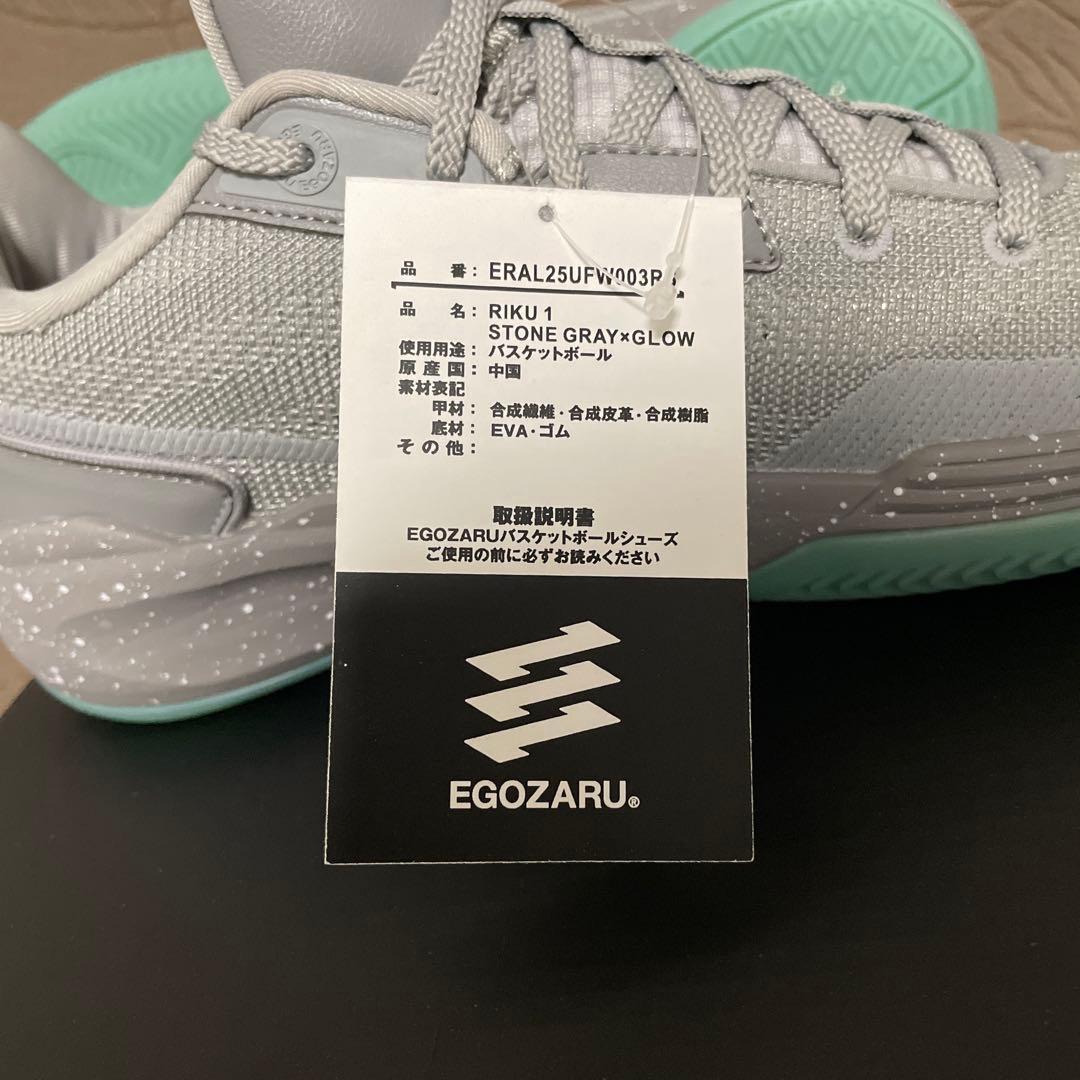 品 番： ERAL25UFW003
品 名： RIKU 1
STONE GRAY×GLOW
使用用途： バスケットボール
原産国： 中国
素材表記
甲材： 合成繊維・合成皮革・合成樹脂
底材： EVA・ゴム
その他：
取扱説明書
EGOZARUバスケットボールシューズ
ご使用の前に必ずお読みください
EGOZARU®